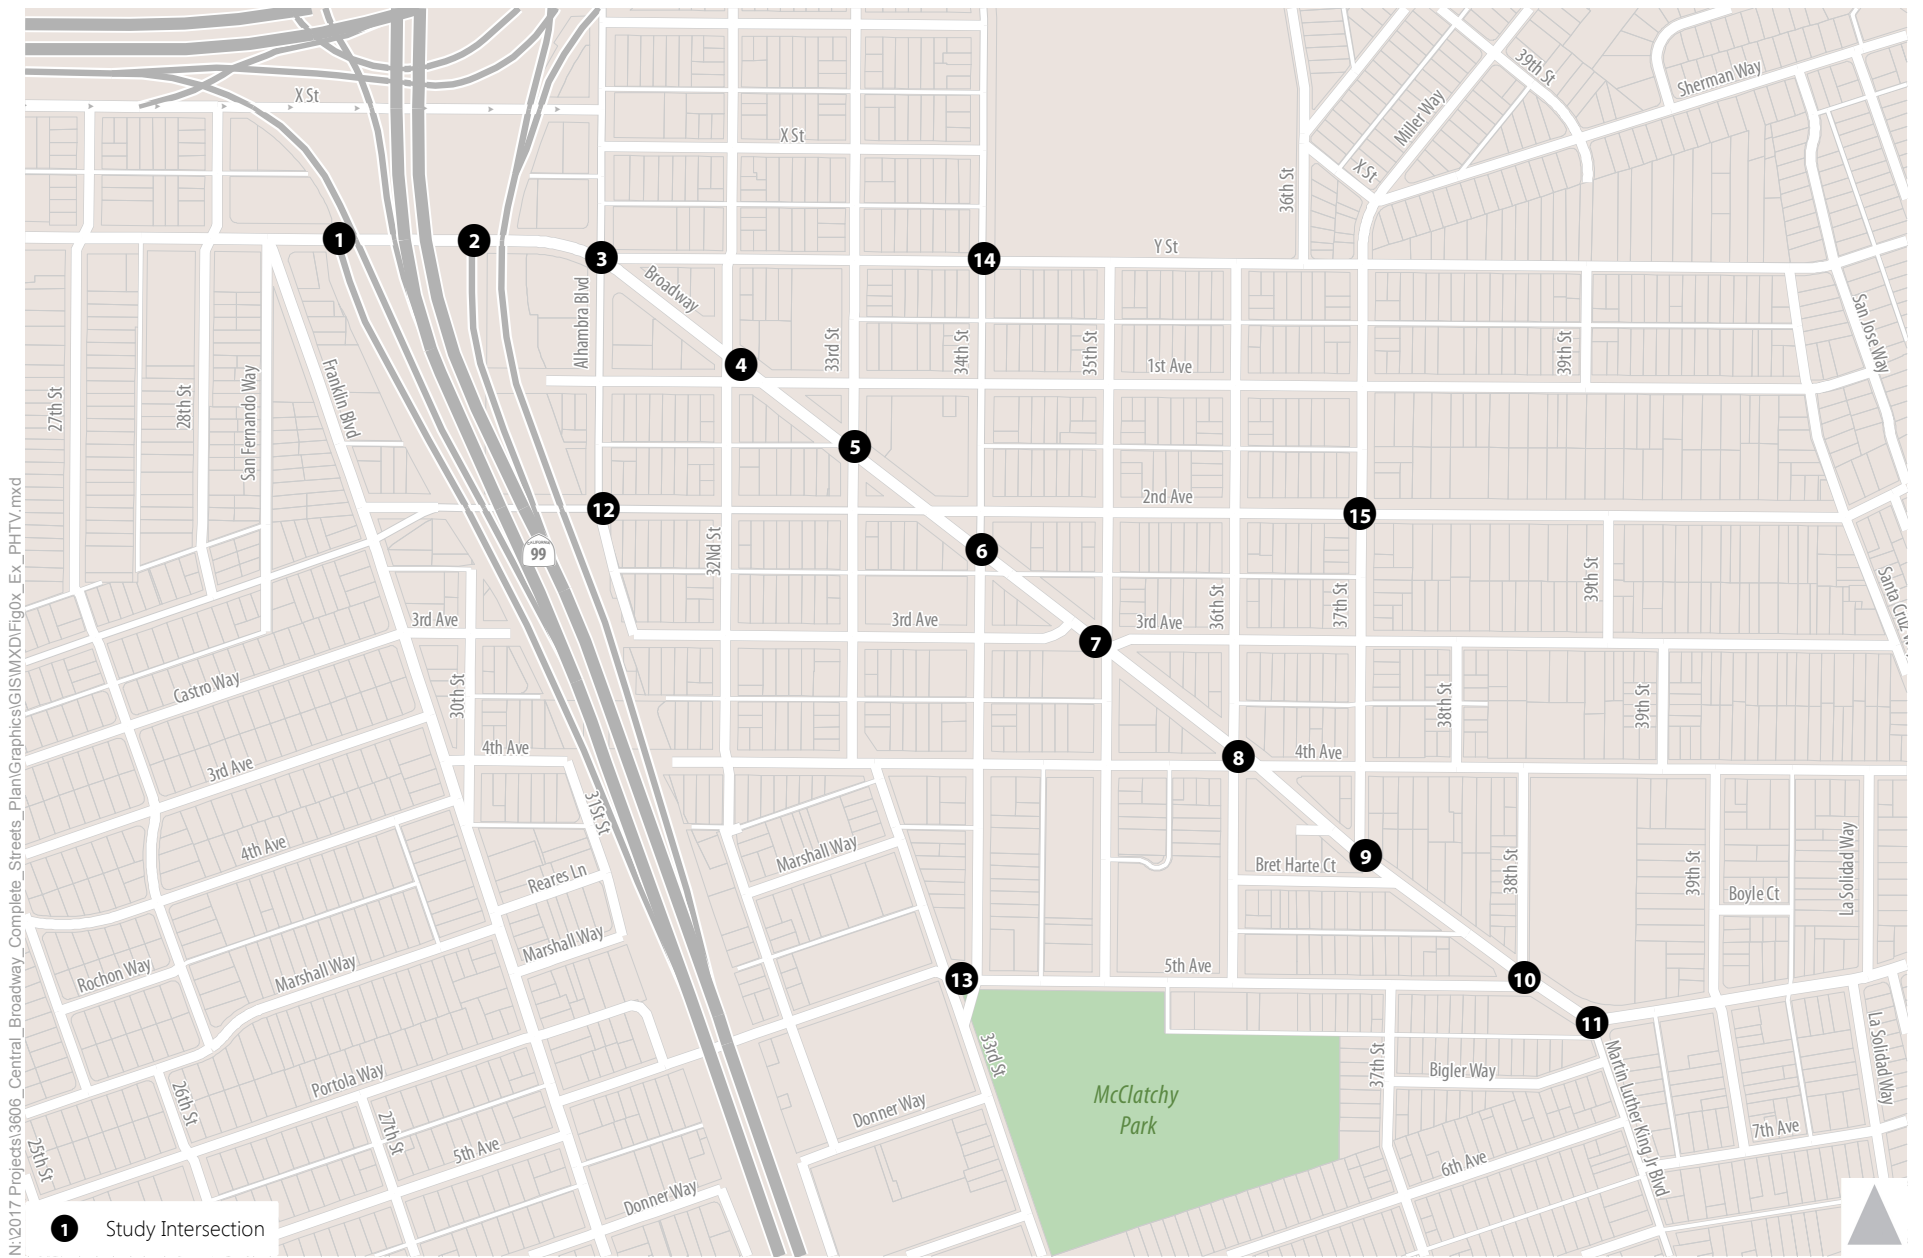 39th St
Sherman Way
X St
Miller Way
X St
X St
36th St
1
2
3
14
Y St
Broadway
Alhambra Blvd
San Jose Way
4
33rd St
34th St
35th St
1st Ave
39th St
27th St
28th St
San Fernando Way
Franklin Blvd
5
2nd Ave
12
15
CALIFORNIA
99
32Nd St
6
36th St
37th St
39th St
Santa Cruz W
3rd Ave
3rd Ave
3rd Ave
7
Castro Way
30th St
38th St
39th St
4th Ave
8
4th Ave
3rd Ave
31St St
4th Ave
Marshall Way
9
Bret Harte Ct
Reares Ln
38th St
39th St
Boyle Ct
La Solidad Way
Marshall Way
Rochon Way
Marshall Way
13
5th Ave
10
11
33rd St
37th St
Bigler Way
Martin Luther King Jr Blvd
La Solidad Way
Portola Way
26th St
27th St
25th St
5th Ave
Donner Way
McClatchy
Park
7th Ave
6th Ave
Donner Way
1 Study Intersection
N:\2017 Projects\3606_Central_Broadway_Complete_Streets_Plan\Graphics\GIS\MXD\Fig0x_Ex_PHTV.mxd